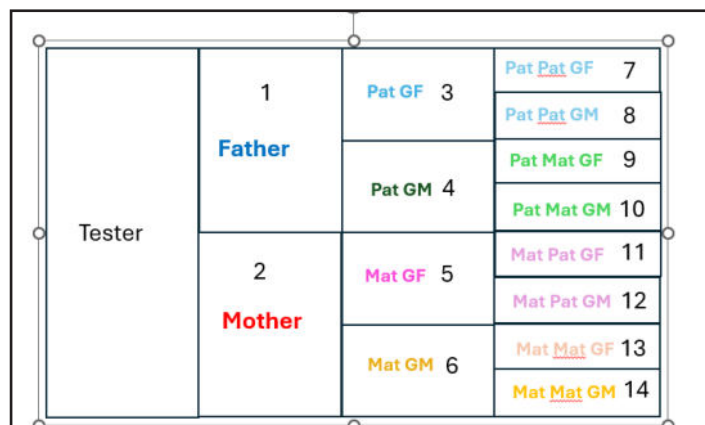 Tester
1
Father
2
Mother
Pat GF 3
Pat GM 4
Mat GF 5
Mat GM 6
Pat Pat GF 7
Pat Pat GM 8
Pat Mat GF 9
Pat Mat GM 10
Mat Pat GF 11
Mat Pat GM 12
Mat Mat GF 13
Mat Mat GM 14